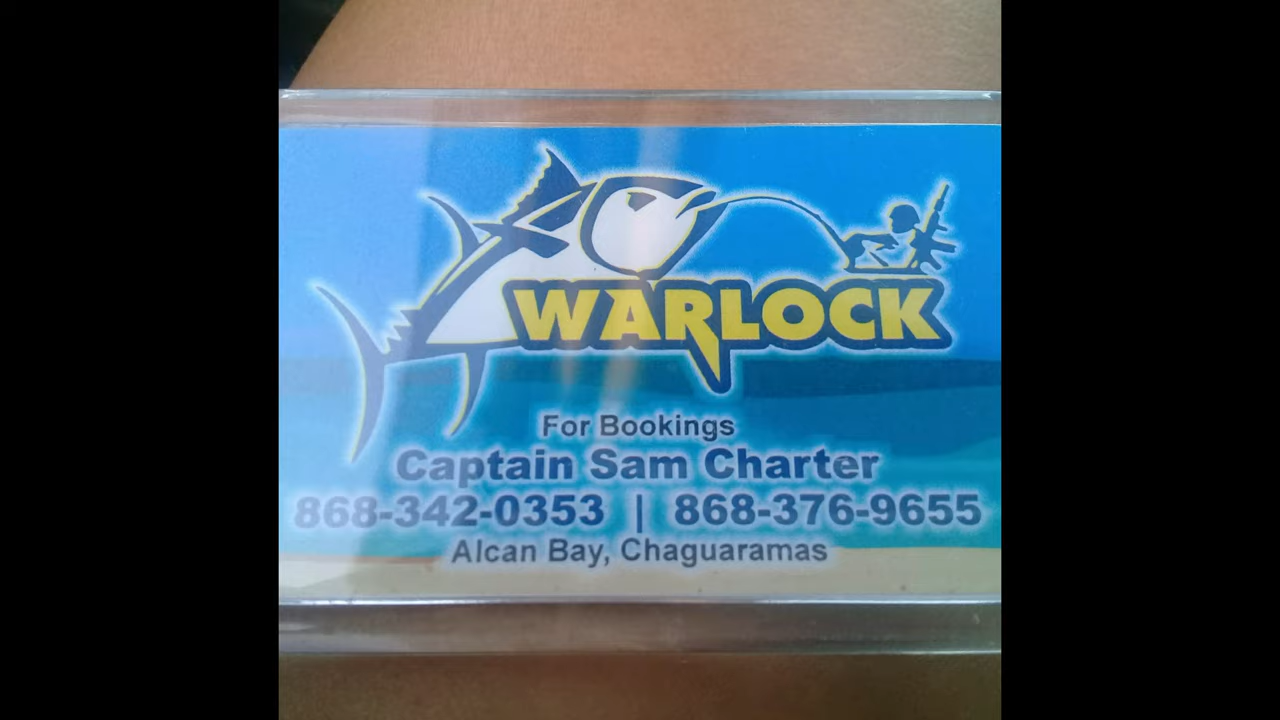 WARLOCK
For Bookings
Captain Sam Charter
868-342-0353 | 868-376-9655
Alcan Bay, Chaguaramas